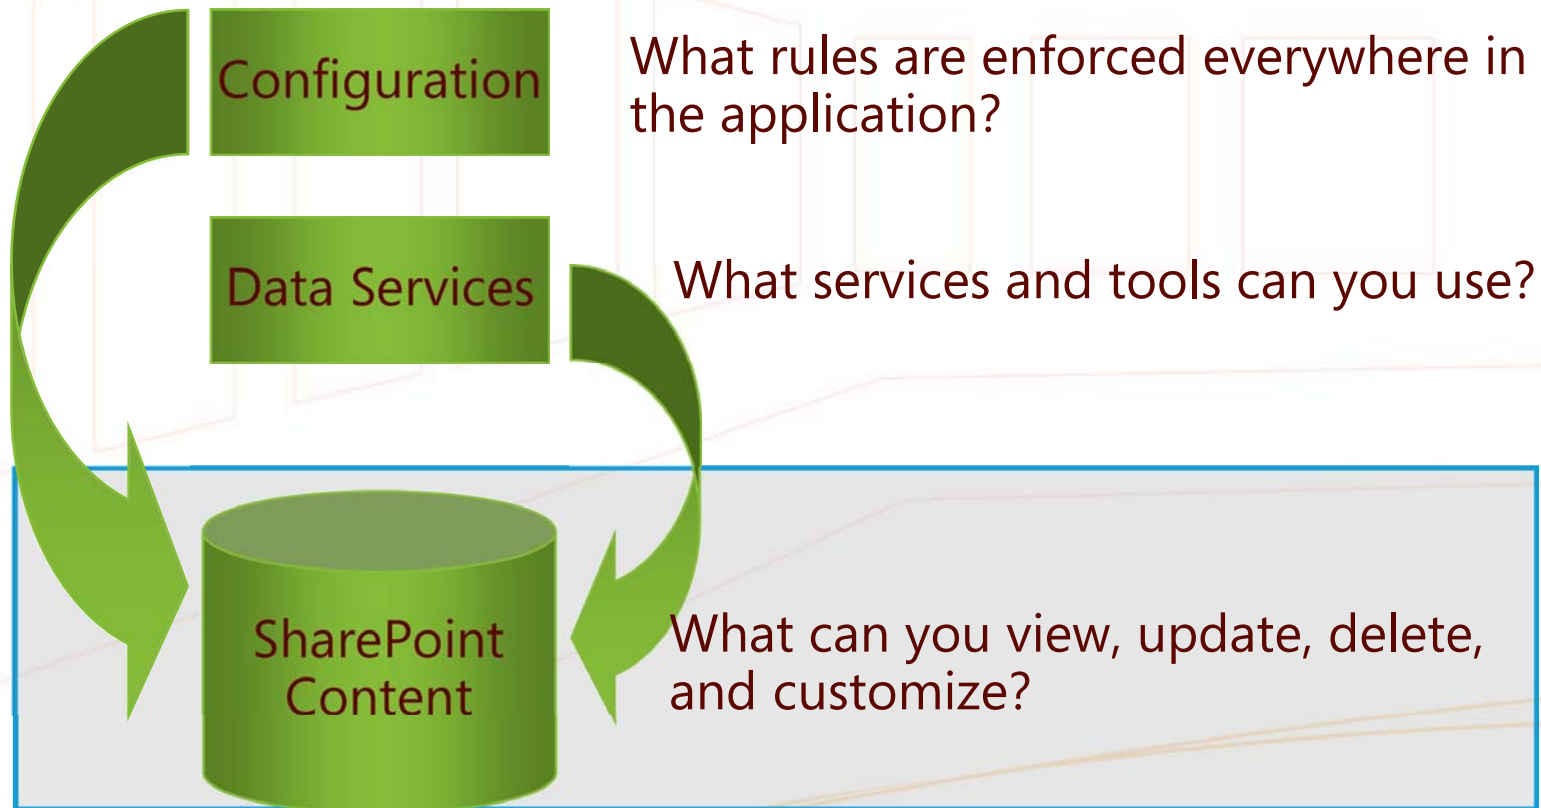 Configuration
What rules are enforced everywhere in
the application?
Data Services
What services and tools can you use?
SharePoint
Content
What can you view, update, delete,
and customize?